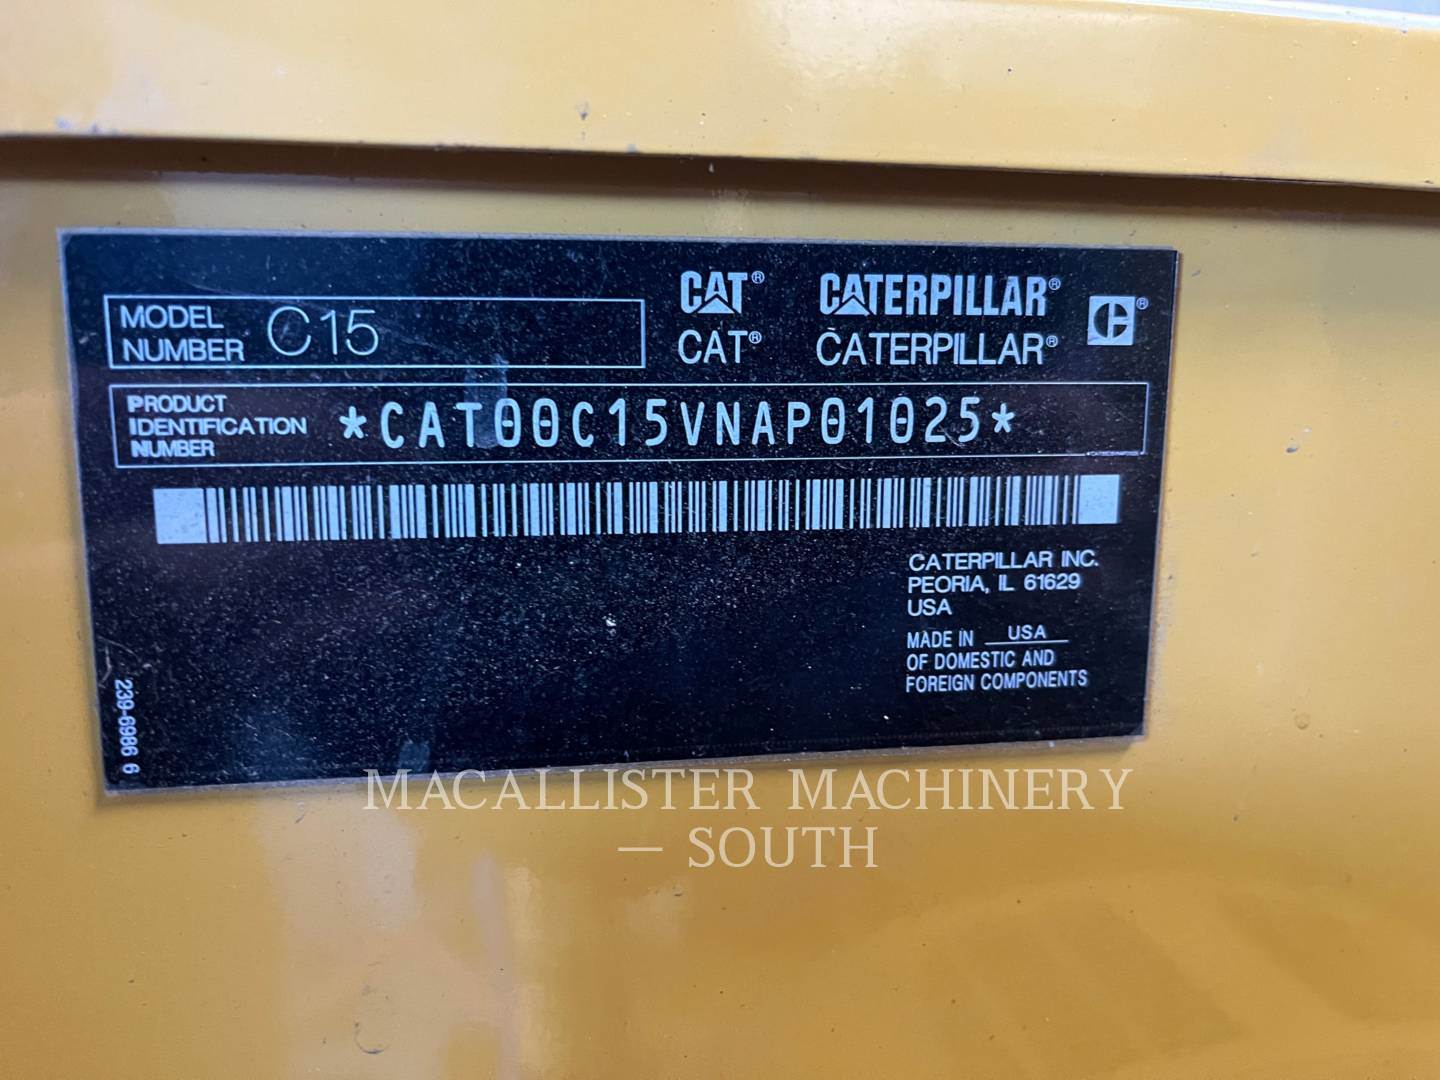 MODEL
NUMBER C15
CAT® CATERPILLAR® ®
CAT® CATERPILLAR®
PRODUCT
IDENTIFICATION
NUMBER
*CAT00C15VNAP01025*
CATERPILLAR INC.
PEORIA, IL 61629
USA
MADE IN USA
OF DOMESTIC AND
FOREIGN COMPONENTS
239-6986 6
MACALLISTER MACHINERY
— SOUTH